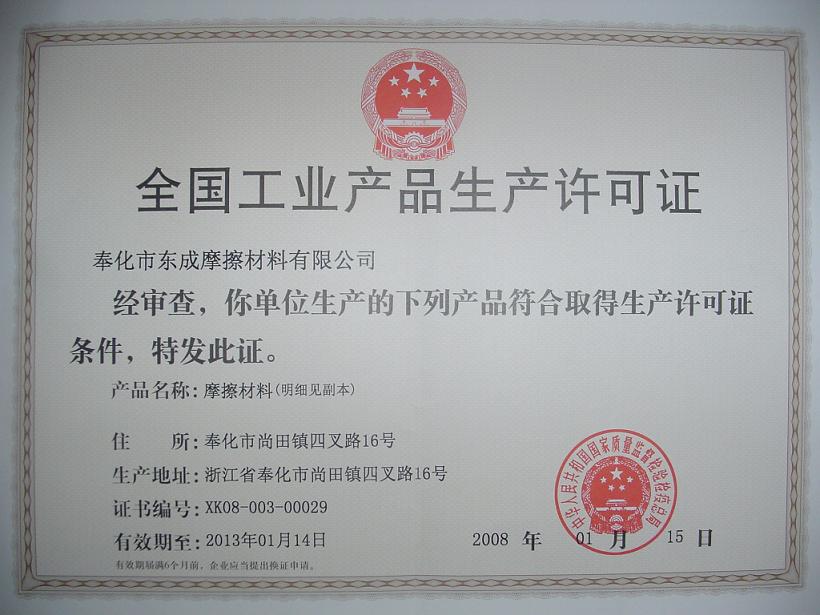 全国工业产品生产许可证
奉化市东成摩擦材料有限公司
经审查，你单位生产的下列产品符合取得生产许可证
条件，特发此证。
产品名称：摩擦材料(明细见副本)
住 所：奉化市尚田镇四叉路16号
生产地址：浙江省奉化市尚田镇四叉路16号
证书编号：XK08-003-00029
有效期至：2013年01月14日
2008 年 01 月 15 日
有效期届满6个月前，企业应当提出换证申请。
中华人民共和国国家质量监督检验检疫总局